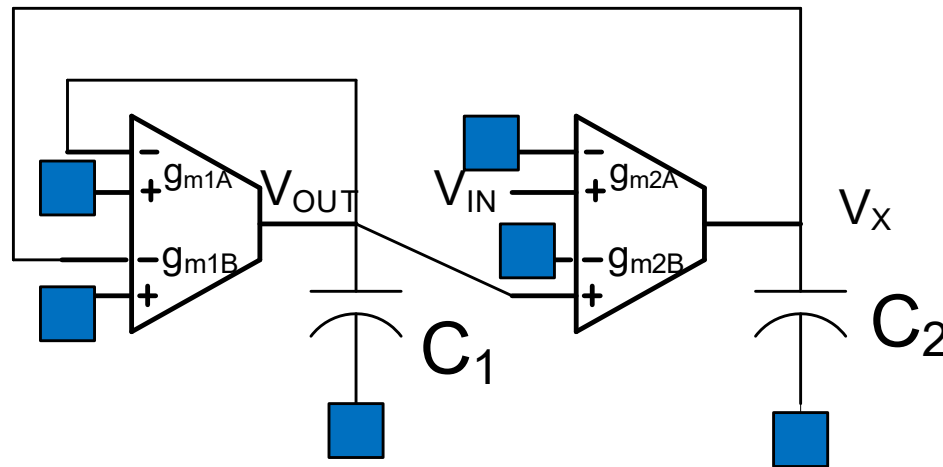 −
gm1A
+
VOUT
−
gm1B
+
C1
−
gm2A
VIN
+
−
gm2B
+
VX
C2